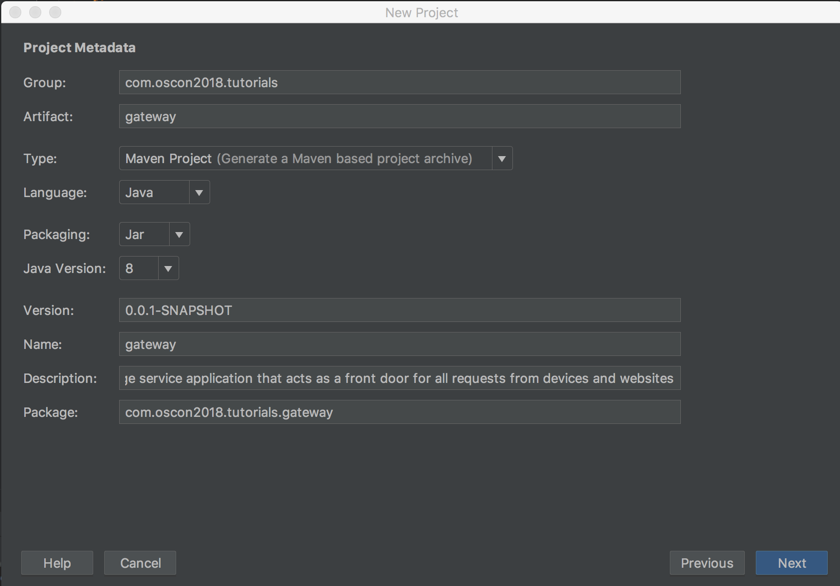 New Project
Project Metadata
Group: com.oscon2018.tutorials
Artifact: gateway
Type: Maven Project (Generate a Maven based project archive)
Language: Java
Packaging: Jar
Java Version: 8
Version: 0.0.1-SNAPSHOT
Name: gateway
Description: service application that acts as a front door for all requests from devices and websites
Package: com.oscon2018.tutorials.gateway
Help Cancel Previous Next